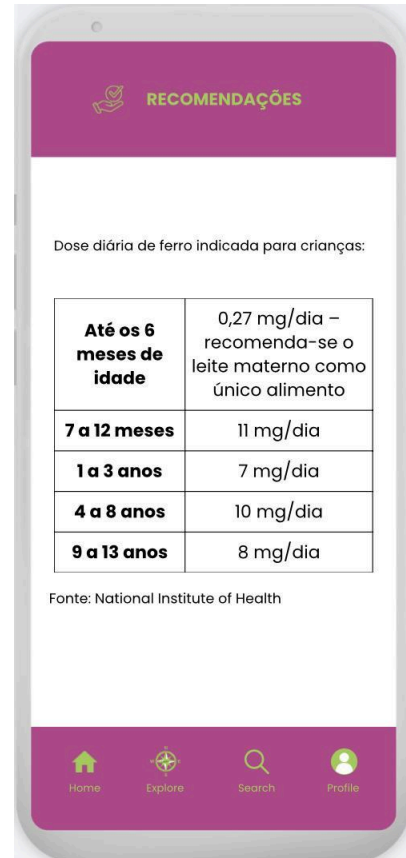 RECOMENDAÇÕES
Dose diária de ferro indicada para crianças:
Até os 6
meses de
idade
0,27 mg/dia –
recomenda-se o
leite materno como
único alimento
7 a 12 meses
11 mg/dia
1 a 3 anos
7 mg/dia
4 a 8 anos
10 mg/dia
9 a 13 anos
8 mg/dia
Fonte: National Institute of Health
Home
Explore
Search
Profile